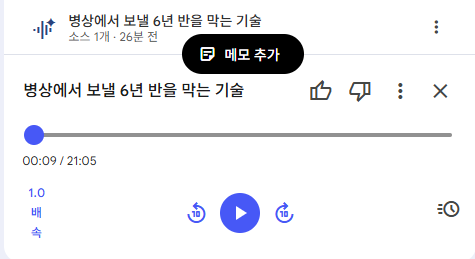 병상에서 보낼 6년 반을 막는 기술
소스 1개 · 26분 전
메모 추가
병상에서 보낼 6년 반을 막는 기술
00:09 / 21:05
1.0
배
속
10
10